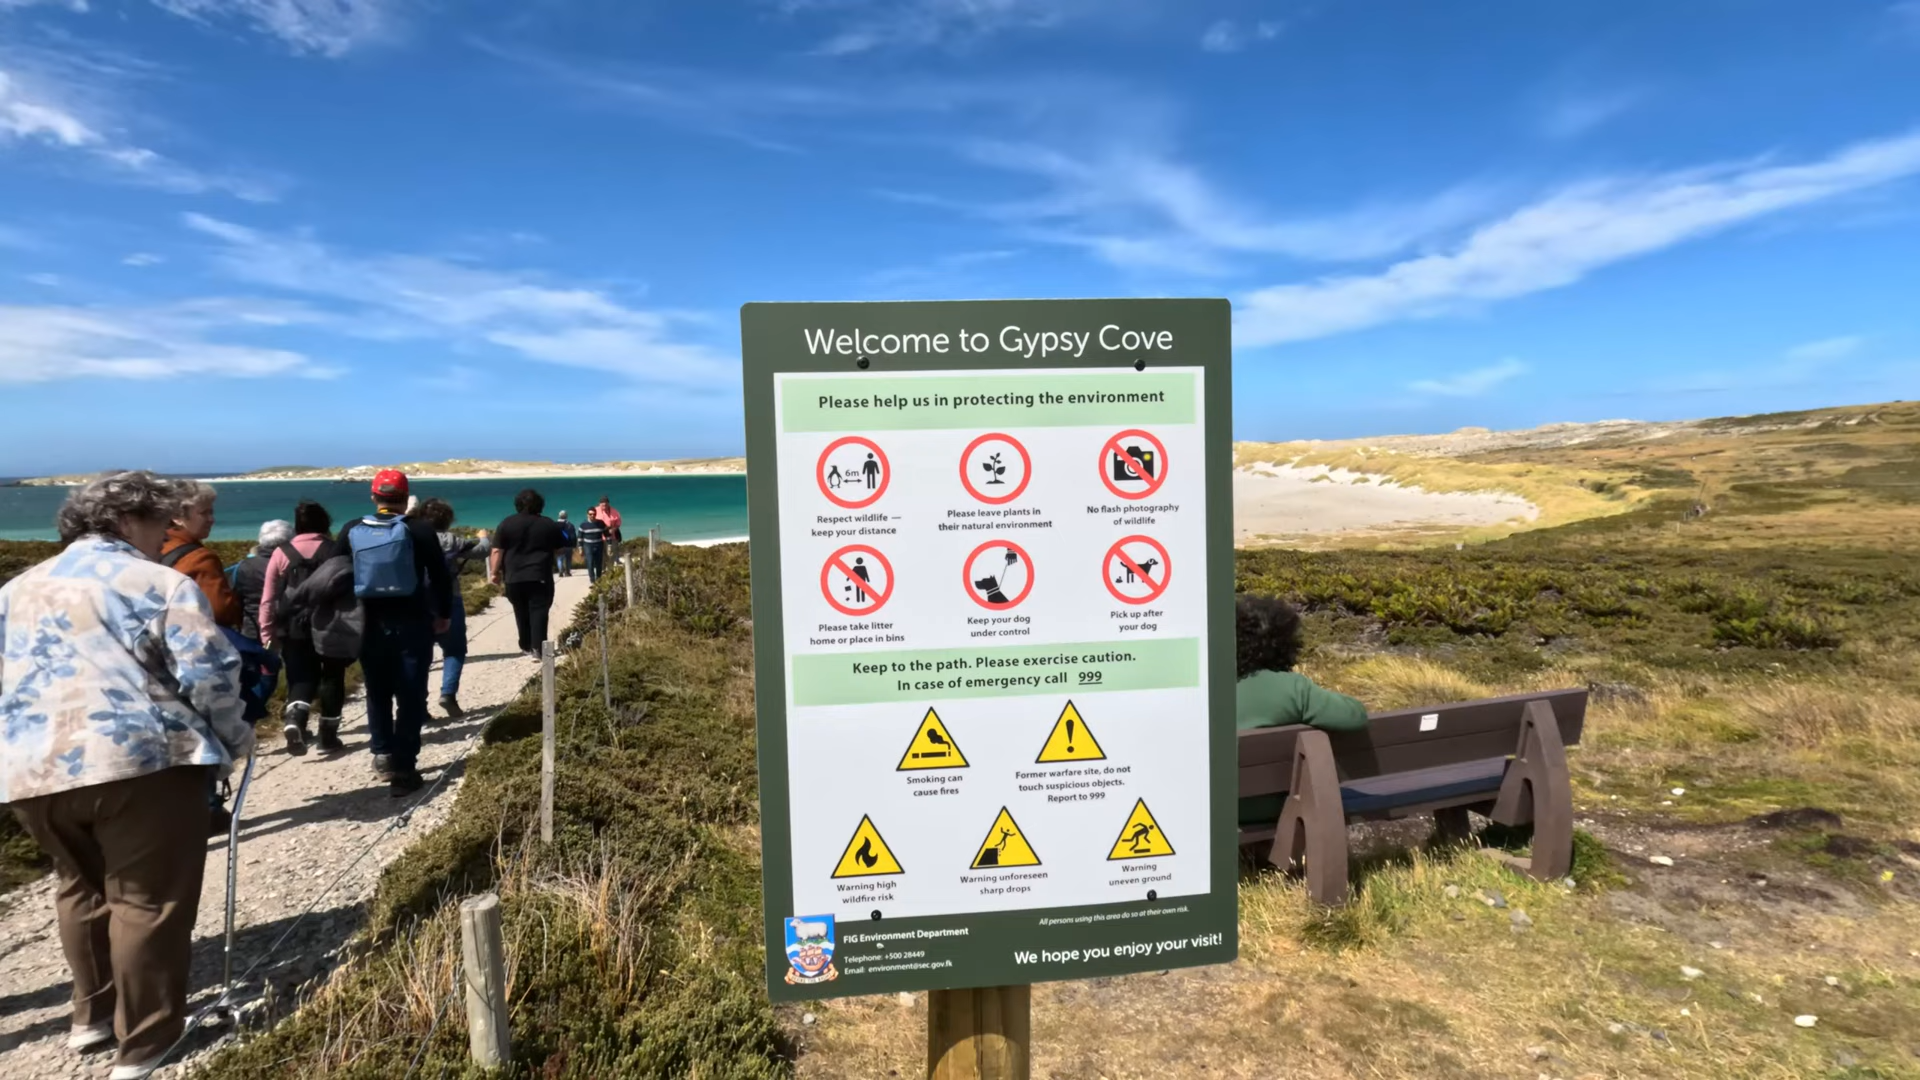 Welcome to Gypsy Cove
Please help us in protecting the environment
6m
Respect wildlife —
keep your distance
Please leave plants in
their natural environment
No flash photography
of wildlife
Please take litter
home or place in bins
Keep your dog
under control
Pick up after
your dog
Keep to the path. Please exercise caution.
In case of emergency call 999
Smoking can
cause fires
Former warfare site, do not
touch suspicious objects.
Report to 999
Warning high
wildfire risk
Warning unforeseen
sharp drops
Warning
uneven ground
All persons using this area do so at their own risk.
FIG Environment Department
Telephone: +500 28449
Email: environment@sec.gov.fk
We hope you enjoy your visit!